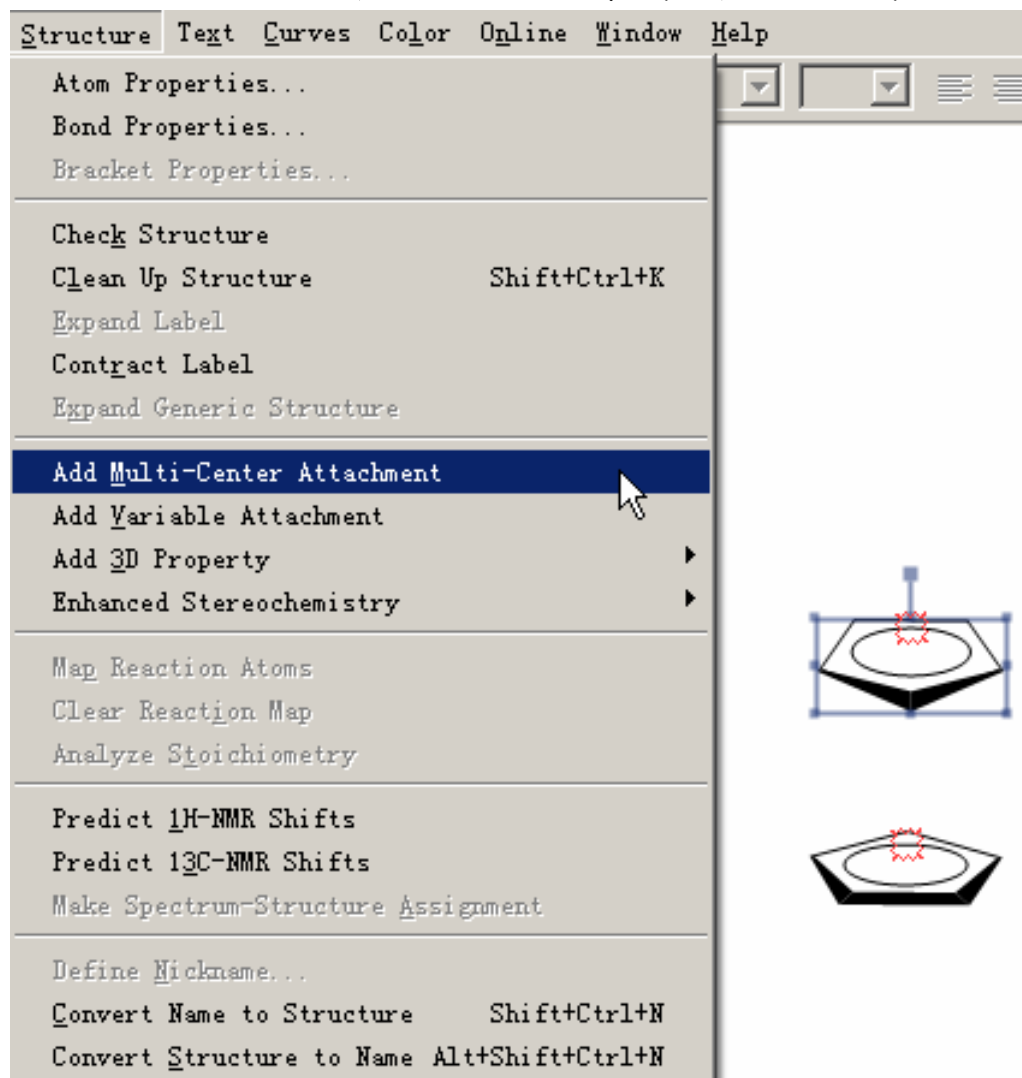 Structure Text Curves Color Online Window Help
Atom Properties...
Bond Properties...
Bracket Properties...
Check Structure
Clean Up Structure Shift+Ctrl+K
Expand Label
Contract Label
Expand Generic Structure
Add Multi-Center Attachment
Add Variable Attachment
Add 3D Property
Enhanced Stereochemistry
Map Reaction Atoms
Clear Reaction Map
Analyze Stoichiometry
Predict 1H-NMR Shifts
Predict 13C-NMR Shifts
Make Spectrum-Structure Assignment
Define Nickname...
Convert Name to Structure Shift+Ctrl+N
Convert Structure to Name Alt+Shift+Ctrl+N